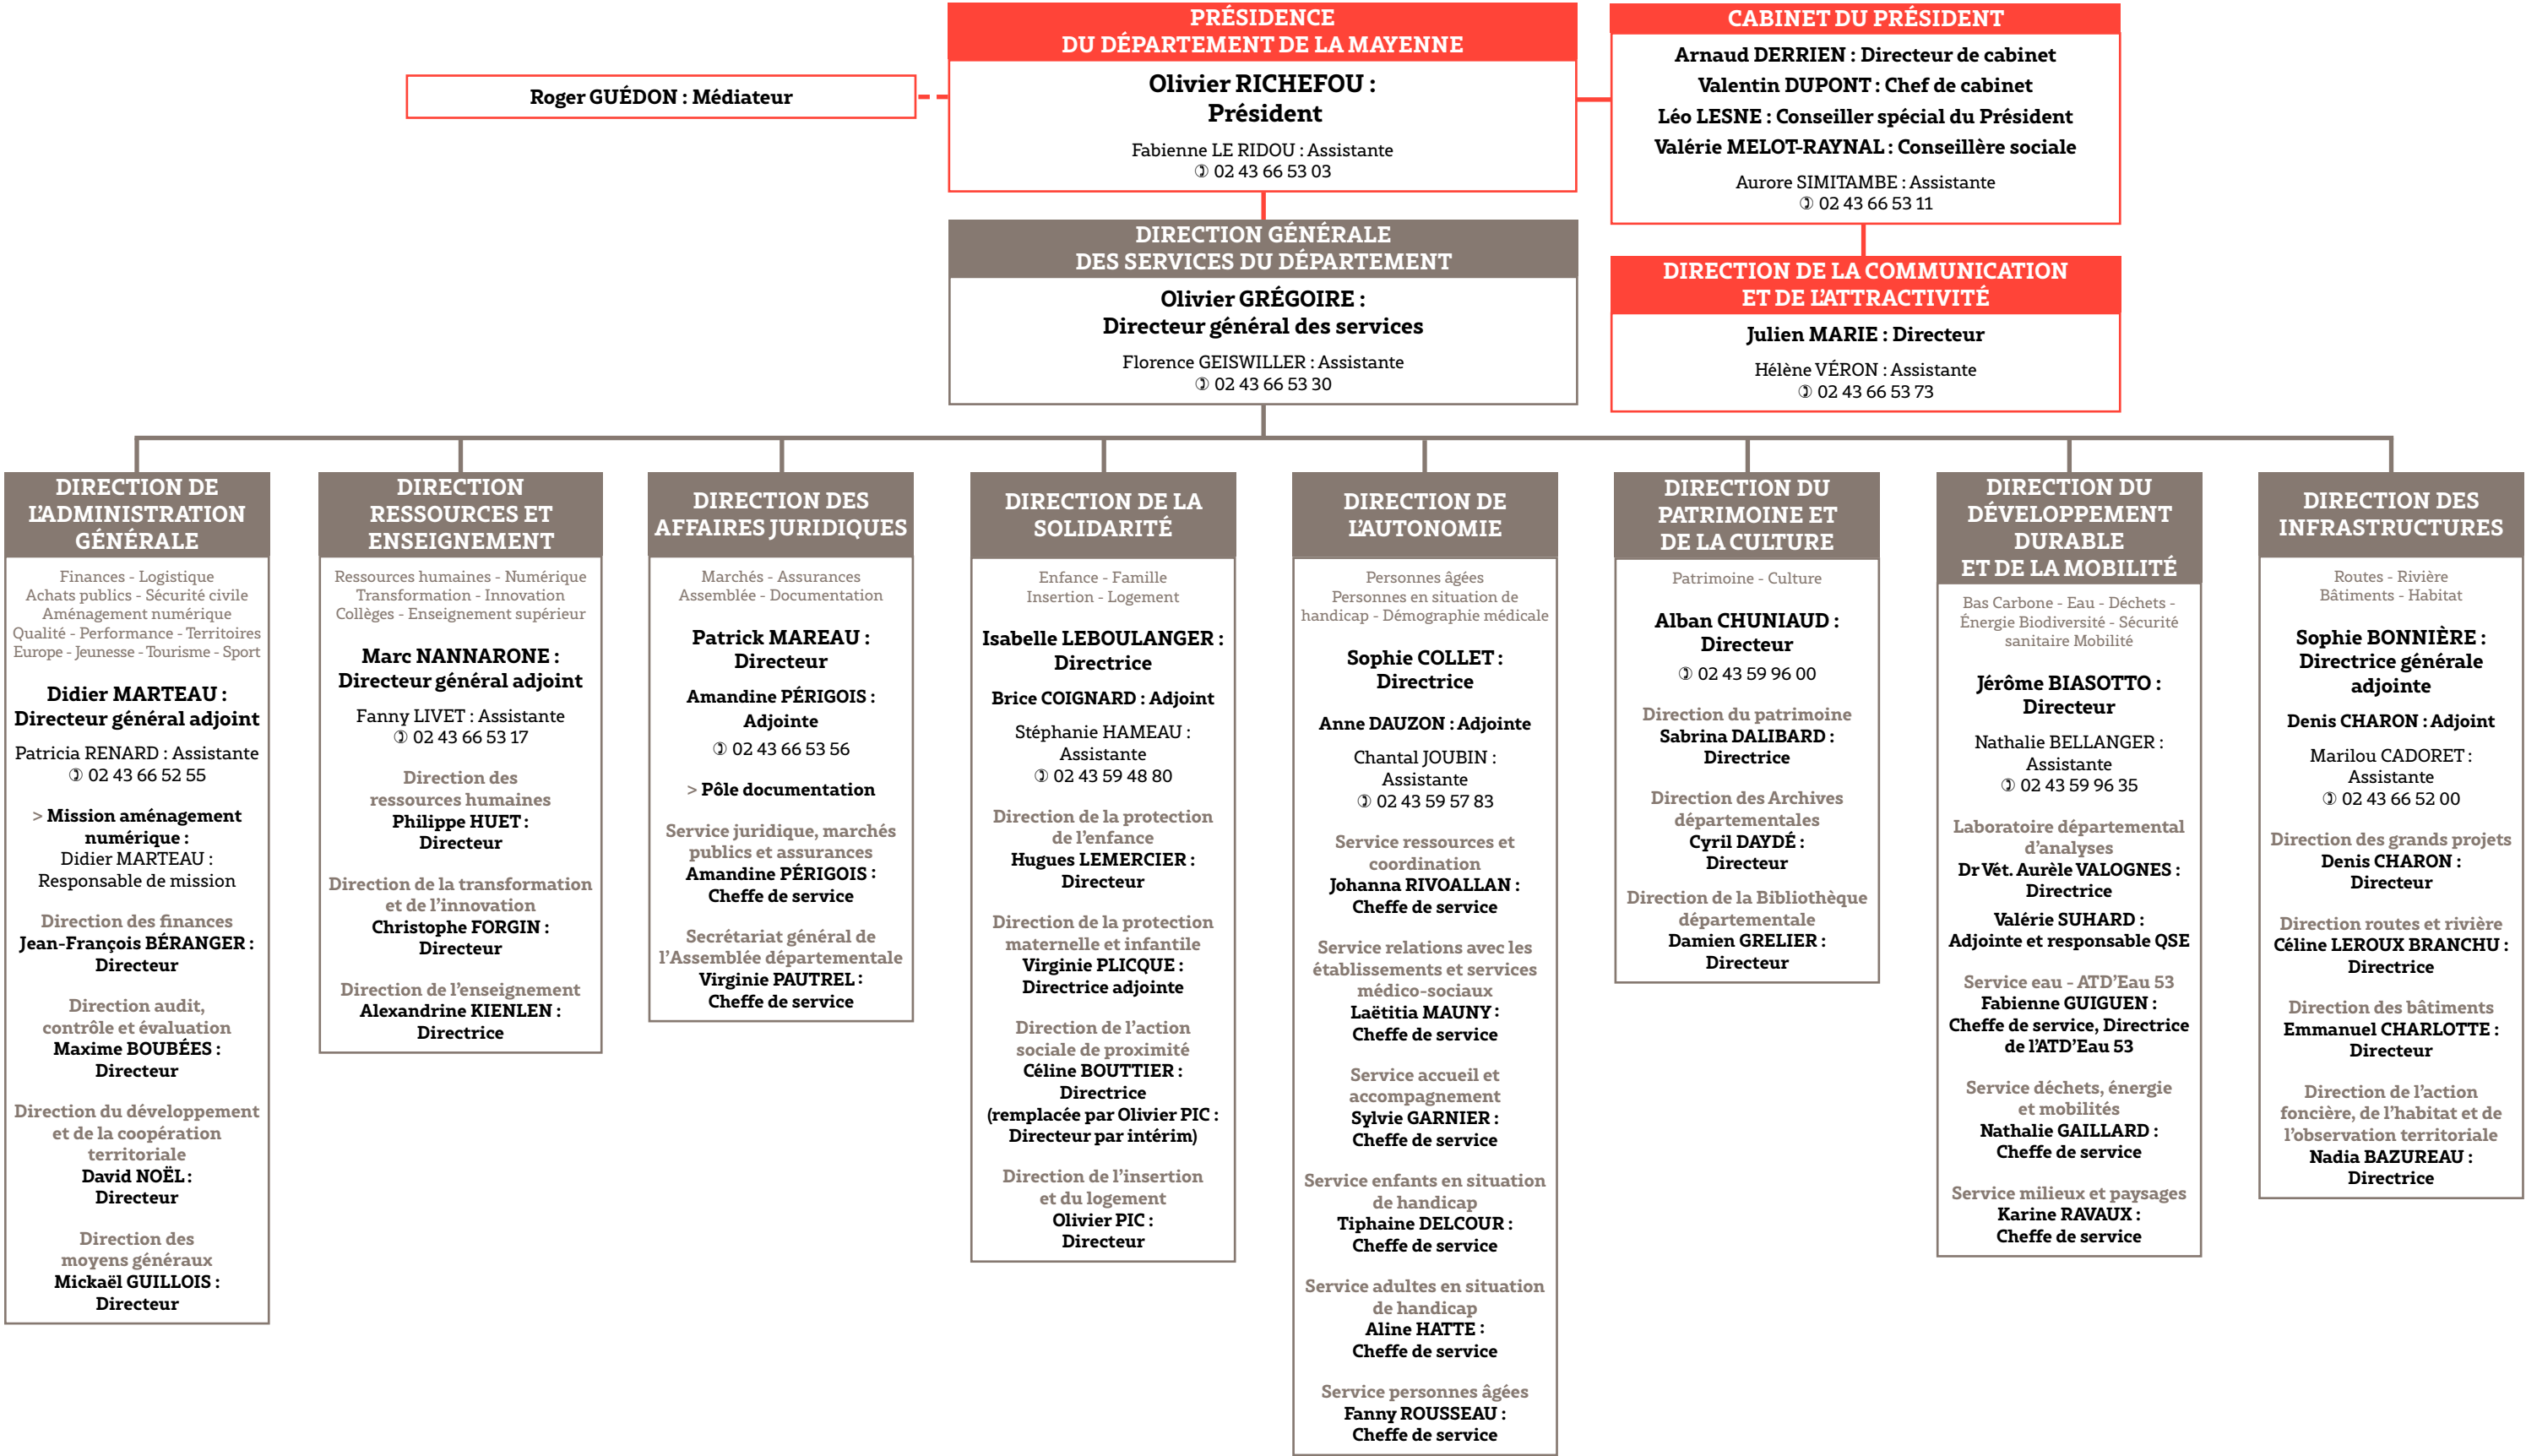 PRÉSIDENCE
DU DÉPARTEMENT DE LA MAYENNE
Olivier RICHEFOU :
Président
Fabienne LE RIDOU : Assistante
02 43 66 53 03
Roger GUÉDON : Médiateur
CABINET DU PRÉSIDENT
Arnaud DERRIEN : Directeur de cabinet
Valentin DUPONT : Chef de cabinet
Léo LESNE : Conseiller spécial du Président
Valérie MELOT-RAYNAL : Conseillère sociale
Aurore SIMITAMBE : Assistante
02 43 66 53 11
DIRECTION GÉNÉRALE
DES SERVICES DU DÉPARTEMENT
Olivier GRÉGOIRE :
Directeur général des services
Florence GEISWILLER : Assistante
02 43 66 53 30
DIRECTION DE LA COMMUNICATION
ET DE L'ATTRACTIVITÉ
Julien MARIE : Directeur
Hélène VÉRON : Assistante
02 43 66 53 73
DIRECTION DE
L'ADMINISTRATION
GÉNÉRALE
Finances - Logistique
Achats publics - Sécurité civile
Aménagement numérique
Qualité - Performance - Territoires
Europe - Jeunesse - Tourisme - Sport
Didier MARTEAU :
Directeur général adjoint
Patricia RENARD : Assistante
02 43 66 52 55
> Mission aménagement
numérique :
Didier MARTEAU :
Responsable de mission
Direction des finances
Jean-François BÉRANGER :
Directeur
Direction audit,
contrôle et évaluation
Maxime BOUBÉES :
Directeur
Direction du développement
et de la coopération
territoriale
David NOËL :
Directeur
Direction des
moyens généraux
Mickaël GUILLOIS :
Directeur
DIRECTION
RESSOURCES ET
ENSEIGNEMENT
Ressources humaines - Numérique
Transformation - Innovation
Collèges - Enseignement supérieur
Marc NANNARONE :
Directeur général adjoint
Fanny LIVET : Assistante
02 43 66 53 17
Direction des
ressources humaines
Philippe HUET :
Directeur
Direction de la transformation
et de l'innovation
Christophe FORGIN :
Directeur
Direction de l'enseignement
Alexandrine KIENLEN :
Directrice
DIRECTION DES
AFFAIRES JURIDIQUES
Marchés - Assurances
Assemblée - Documentation
Patrick MAREAU :
Directeur
Amandine PÉRIGOIS :
Adjointe
02 43 66 53 56
> Pôle documentation
Service juridique, marchés
publics et assurances
Amandine PÉRIGOIS :
Cheffe de service
Secrétariat général de
l'Assemblée départementale
Virginie PAUTREL :
Cheffe de service
DIRECTION DE LA
SOLIDARITÉ
Enfance - Famille
Insertion - Logement
Isabelle LEBOULANGER :
Directrice
Brice COIGNARD : Adjoint
Stéphanie HAMEAU :
Assistante
02 43 59 48 80
Direction de la protection
de l'enfance
Hugues LEMERCIER :
Directeur
Direction de la protection
maternelle et infantile
Virginie PLICQUE :
Directrice adjointe
Direction de l'action
sociale de proximité
Céline BOUTTIER :
Directrice
(remplacée par Olivier PIC :
Directeur par intérim)
Direction de l'insertion
et du logement
Olivier PIC :
Directeur
DIRECTION DE
L'AUTONOMIE
Personnes âgées
Personnes en situation de
handicap - Démographie médicale
Sophie COLLET :
Directrice
Anne DAUZON : Adjointe
Chantal JOUBIN :
Assistante
02 43 59 57 83
Service ressources et
coordination
Johanna RIVOALLAN :
Cheffe de service
Service relations avec les
établissements et services
médico-sociaux
Laëtitia MAUNY :
Cheffe de service
Service accueil et
accompagnement
Sylvie GARNIER :
Cheffe de service
Service enfants en situation
de handicap
Tiphaine DELCOUR :
Cheffe de service
Service adultes en situation
de handicap
Aline HATTE :
Cheffe de service
Service personnes âgées
Fanny ROUSSEAU :
Cheffe de service
DIRECTION DU
PATRIMOINE ET
DE LA CULTURE
Patrimoine - Culture
Alban CHUNIAUD :
Directeur
02 43 59 96 00
Direction du patrimoine
Sabrina DALIBARD :
Directrice
Direction des Archives
départementales
Cyril DAYDÉ :
Directeur
Direction de la Bibliothèque
départementale
Damien GRELIER :
Directeur
DIRECTION DU
DÉVELOPPEMENT
DURABLE
ET DE LA MOBILITÉ
Bas Carbone - Eau - Déchets -
Énergie Biodiversité - Sécurité
sanitaire Mobilité
Jérôme BIASOTTO :
Directeur
Nathalie BELLANGER :
Assistante
02 43 59 96 35
Laboratoire départemental
d'analyses
Dr Vét. Aurèle VALOGNES :
Directrice
Valérie SUHARD :
Adjointe et responsable QSE
Service eau - ATD'Eau 53
Fabienne GUIGUEN :
Cheffe de service, Directrice
de l'ATD'Eau 53
Service déchets, énergie
et mobilités
Nathalie GAILLARD :
Cheffe de service
Service milieux et paysages
Karine RAVAUX :
Cheffe de service
DIRECTION DES
INFRASTRUCTURES
Routes - Rivière
Bâtiments - Habitat
Sophie BONNIÈRE :
Directrice générale
adjointe
Denis CHARON : Adjoint
Marilou CADORET :
Assistante
02 43 66 52 00
Direction des grands projets
Denis CHARON :
Directeur
Direction routes et rivière
Céline LEROUX BRANCHU :
Directrice
Direction des bâtiments
Emmanuel CHARLOTTE :
Directeur
Direction de l'action
foncière, de l'habitat et de
l'observation territoriale
Nadia BAZUREAU :
Directrice